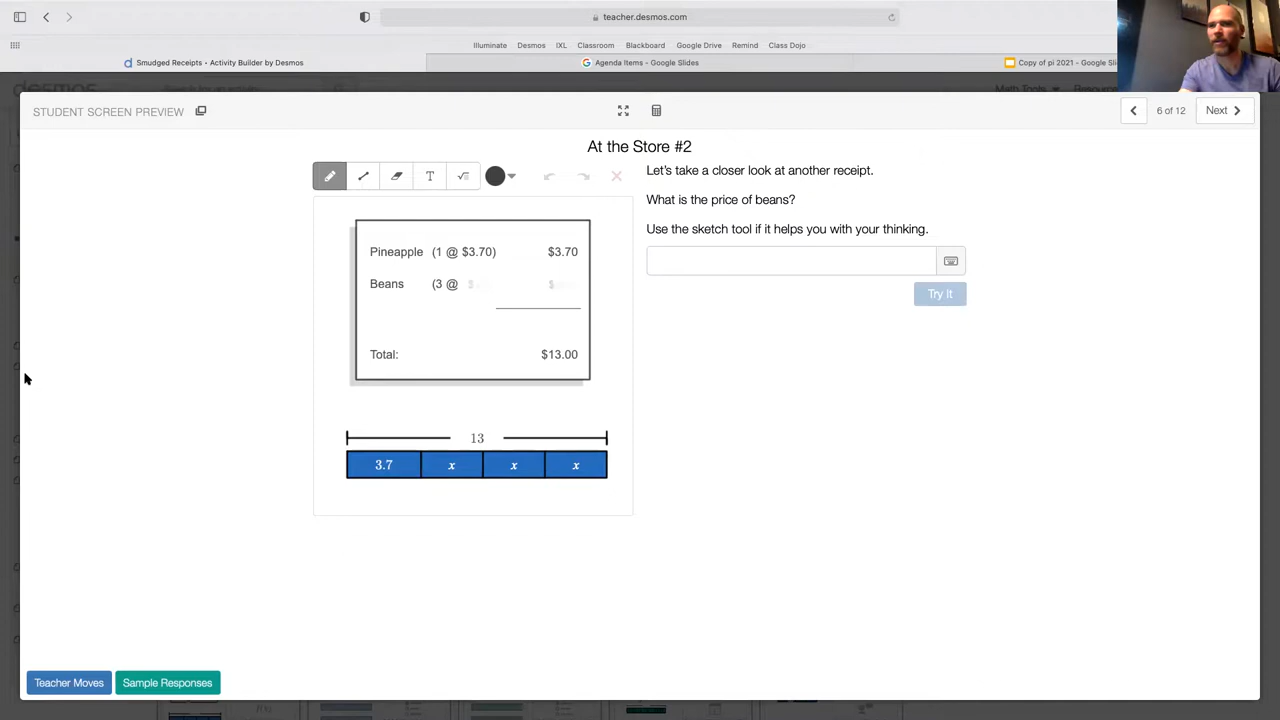 teacher.desmos.com
Illuminate Desmos IXL Classroom Blackboard Google Drive Remind Class Dojo
Smudged Receipts • Activity Builder by Desmos
Agenda Items - Google Slides
Copy of pi 2021 - Google Sli
STUDENT SCREEN PREVIEW
6 of 12
Next
At the Store #2
T
Let's take a closer look at another receipt.
What is the price of beans?
Use the sketch tool if it helps you with your thinking.
Try It
Pineapple (1 @ $3.70) $3.70
Beans (3 @ $ $
Total: $13.00
13
3.7 x x x
Teacher Moves
Sample Responses